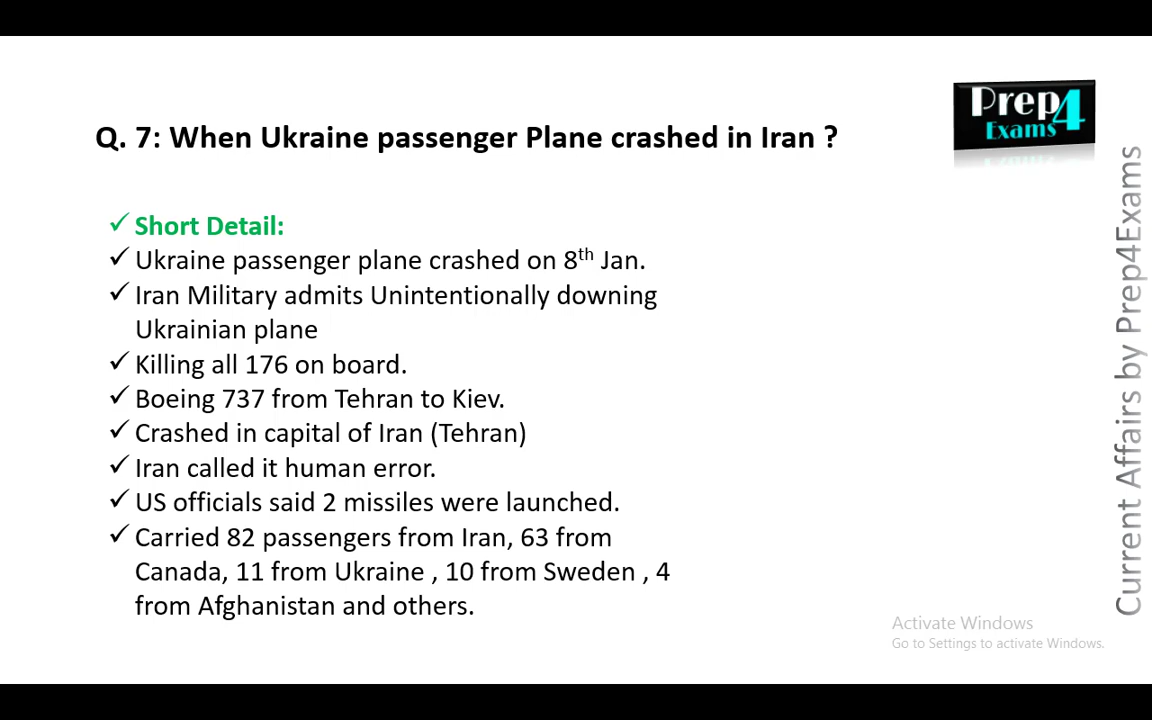 Prep4
Exams
Q. 7: When Ukraine passenger Plane crashed in Iran ?
✓ Short Detail:
✓ Ukraine passenger plane crashed on 8th Jan.
✓ Iran Military admits Unintentionally downing
Ukrainian plane
✓ Killing all 176 on board.
✓ Boeing 737 from Tehran to Kiev.
✓ Crashed in capital of Iran (Tehran)
✓ Iran called it human error.
✓ US officials said 2 missiles were launched.
✓ Carried 82 passengers from Iran, 63 from
Canada, 11 from Ukraine , 10 from Sweden , 4
from Afghanistan and others.
Current Affairs by Prep4Exams
Activate Windows
Go to Settings to activate Windows.